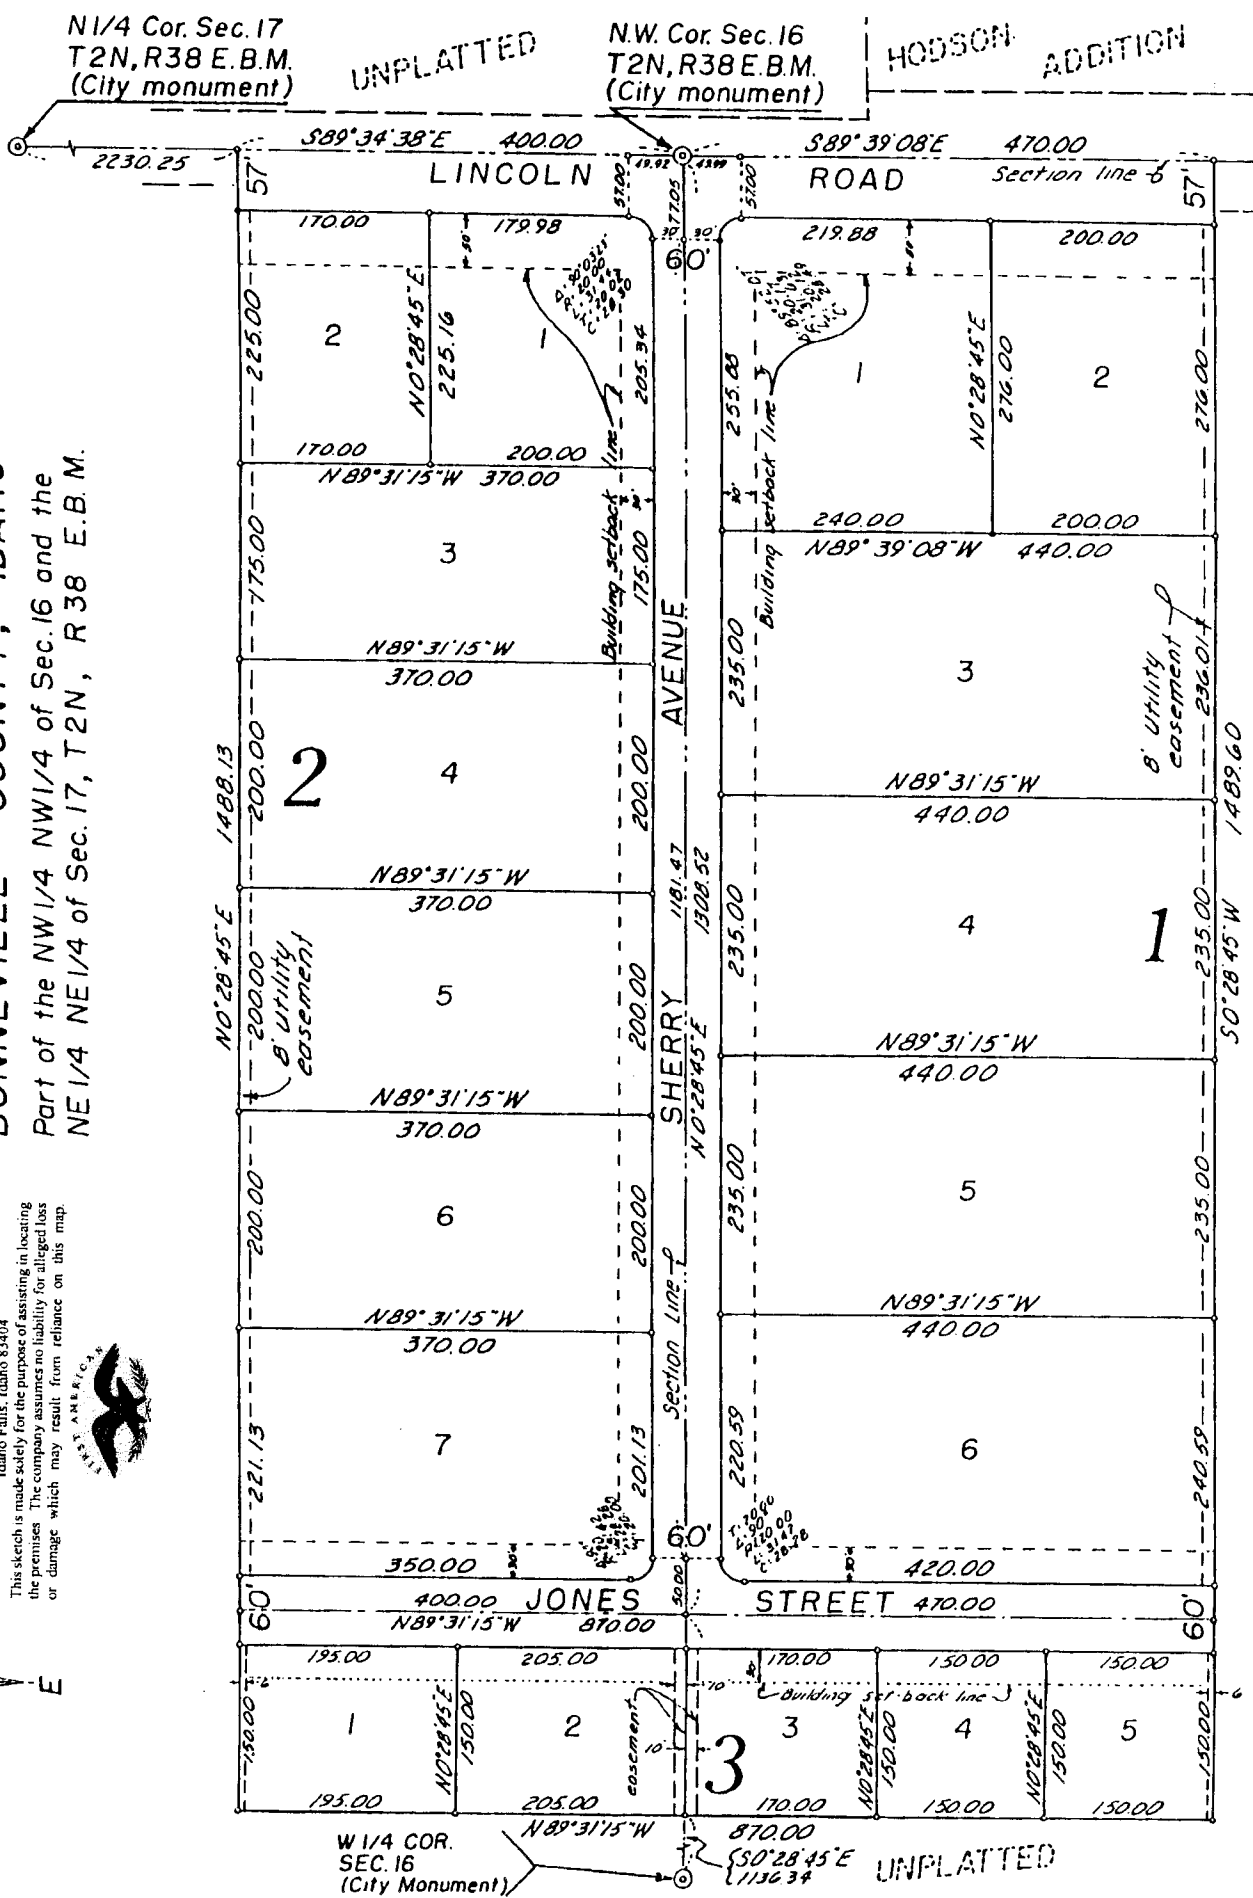 N 1/4 Cor. Sec. 17
T2N, R38 E.B.M.
(City monument)
UNPLATTED
N.W. Cor. Sec. 16
T2N, R38 E.B.M.
(City monument)
HODSON ADDITION
2230.25
S89°34'38"E 400.00
S89°39'08"E 470.00
LINCOLN ROAD
Section line
57'
57.00
49.92
57.00
57'
177.05
30' 30'
60'
170.00
179.98
219.88
200.00
225.00
2
N0°28'45"E
225.16
1
205.34
255.88
1
N0°28'45"E
276.00
2
276.00
170.00
200.00
N89°31'15"W 370.00
240.00
200.00
N89°39'08"W 440.00
Building setback line
Building setback line
175.00
3
175.00
N89°31'15"W
370.00
235.00
3
8' Utility
easement
236.01
1488.13
N0°28'45"E
200.00
2
4
200.00
N89°31'15"W
370.00
SHERRY AVENUE
1181.47
1308.52
N0°28'45"E
N89°31'15"W
440.00
1489.60
S0°28'45"W
235.00
4
1
235.00
200.00
8' Utility
easement
5
200.00
N89°31'15"W
440.00
N89°31'15"W
370.00
200.00
6
200.00
235.00
5
235.00
N89°31'15"W
370.00
N89°31'15"W
440.00
Section Line
221.13
7
201.13
220.59
6
240.59
60'
350.00
420.00
50.00
60'
400.00 JONES STREET 470.00
N89°31'15"W 870.00
60'
195.00
205.00
170.00
150.00
150.00
10
Building set back line
6
150.00
1
N0°28'45"E
150.00
2
easement
10'
3
3
N0°28'45"E
150.00
4
N0°28'45"E
150.00
5
150.00
195.00
205.00
170.00
150.00
150.00
N89°31'15"W
870.00
W 1/4 COR.
SEC. 16
(City Monument)
S0°28'45"E
1136.34
UNPLATTED
Part of the NW1/4 NW1/4 of Sec. 16 and the
NE 1/4 NE1/4 of Sec. 17, T2N, R38 E.B.M.
This sketch is made solely for the purpose of assisting in locating
the premises. The company assumes no liability for alleged loss
or damage which may result from reliance on this map.
FIRST AMERICAN
E